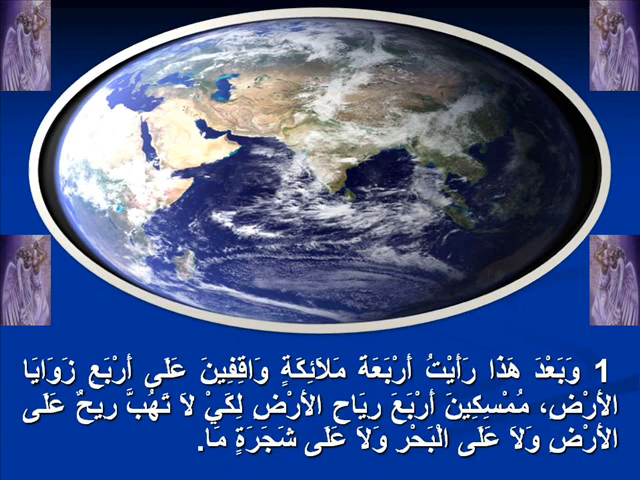 1 وَبَعْدَ هَذَا رَأَيْتُ أَرْبَعَةَ مَلاَئِكَةٍ وَاقِفِينَ عَلَى أَرْبَعِ زَوَايَا
الأَرْضِ، مُمْسِكِينَ أَرْبَعَ رِيَاحِ الأَرْضِ لِكَيْ لاَ تَهُبَّ رِيحٌ عَلَى
الأَرْضِ وَلاَ عَلَى الْبَحْرِ وَلاَ عَلَى شَجَرَةٍ مَا.